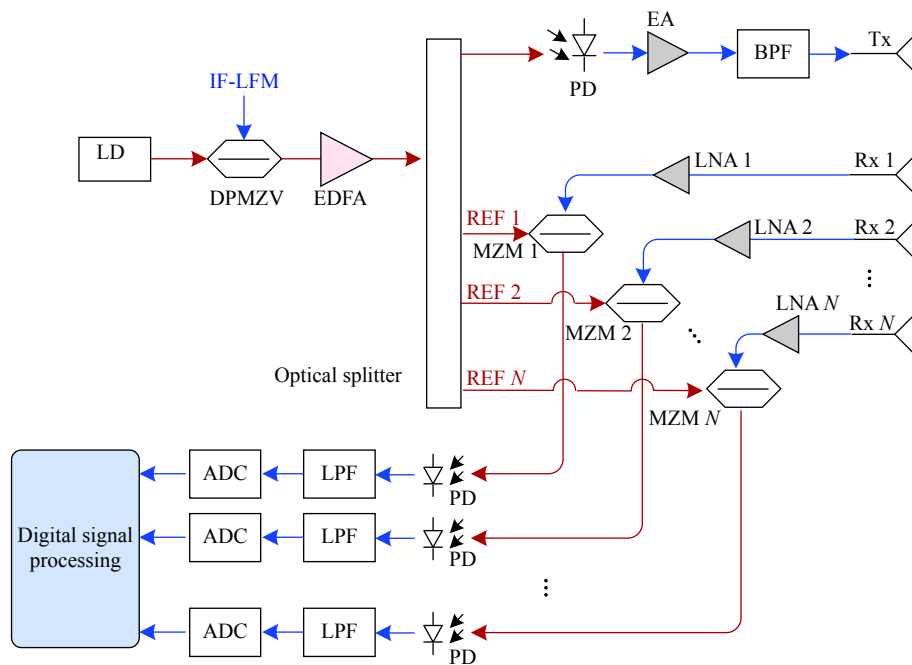 EA
Tx
BPF
PD
IF-LFM
LD
DPMZV
EDFA
LNA 1
Rx 1
REF 1
MZM 1
LNA 2
Rx 2
REF 2
MZM 2
LNA N
Rx N
Optical splitter
REF N
MZM N
ADC
LPF
PD
Digital signal
processing
ADC
LPF
PD
ADC
LPF
PD